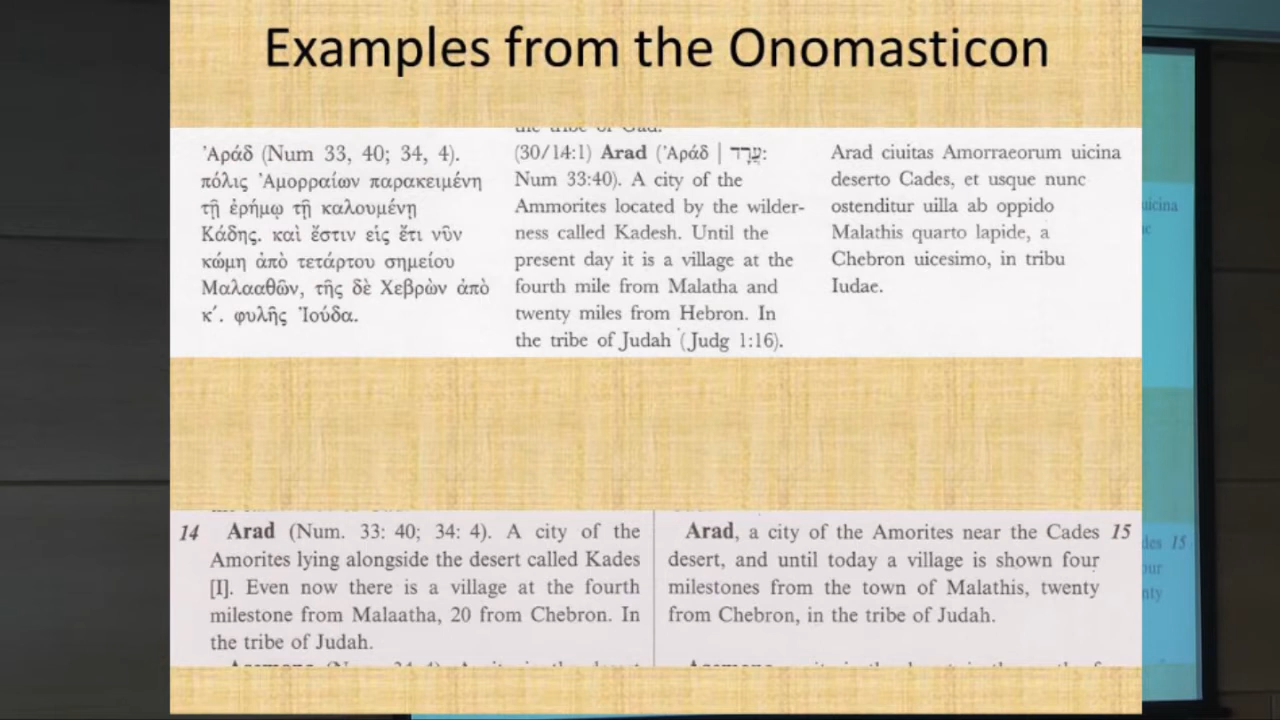 Examples from the Onomasticon
Ἀράδ (Num 33, 40; 34, 4).
πόλις Ἀμορραίων παρακειμένη
τῇ ἐρήμῳ τῇ καλουμένῃ
Κάδης. καὶ ἔστιν εἰς ἔτι νῦν
κώμη ἀπὸ τετάρτου σημείου
Μαλααθῶν, τῆς δὲ Χεβρὼν ἀπὸ
κʹ. φυλῆς Ἰούδα.
the tribe of Gad.
(30/14:1) Arad (Ἀράδ | עֲרָד:
Num 33:40). A city of the
Ammorites located by the wilder-
ness called Kadesh. Until the
present day it is a village at the
fourth mile from Malatha and
twenty miles from Hebron. In
the tribe of Judah (Judg 1:16).
Arad ciuitas Amorraeorum uicina
deserto Cades, et usque nunc
ostenditur uilla ab oppido
Malathis quarto lapide, a
Chebron uicesimo, in tribu
Iudae.
14 Arad (Num. 33: 40; 34: 4). A city of the
Amorites lying alongside the desert called Kades
[I]. Even now there is a village at the fourth
milestone from Malaatha, 20 from Chebron. In
the tribe of Judah.
Arad, a city of the Amorites near the Cades 15
desert, and until today a village is shown four
milestones from the town of Malathis, twenty
from Chebron, in the tribe of Judah.
uicina
des 15